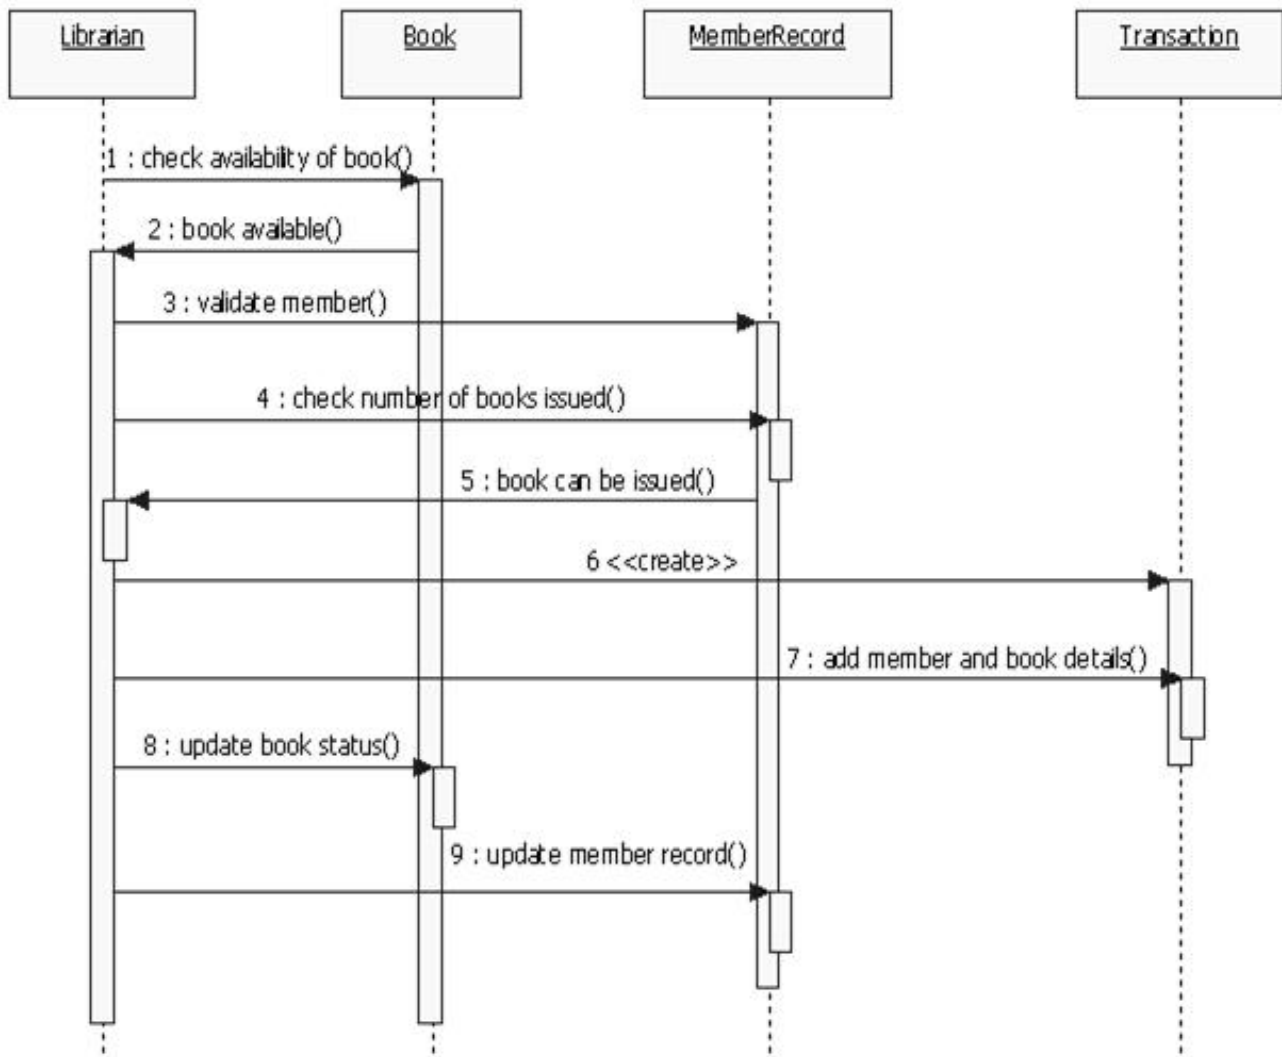 Librarian
Book
MemberRecord
Transaction
1 : check availability of book()
2 : book available()
3 : validate member()
4 : check number of books issued()
5 : book can be issued()
6 <<create>>
7 : add member and book details()
8 : update book status()
9 : update member record()